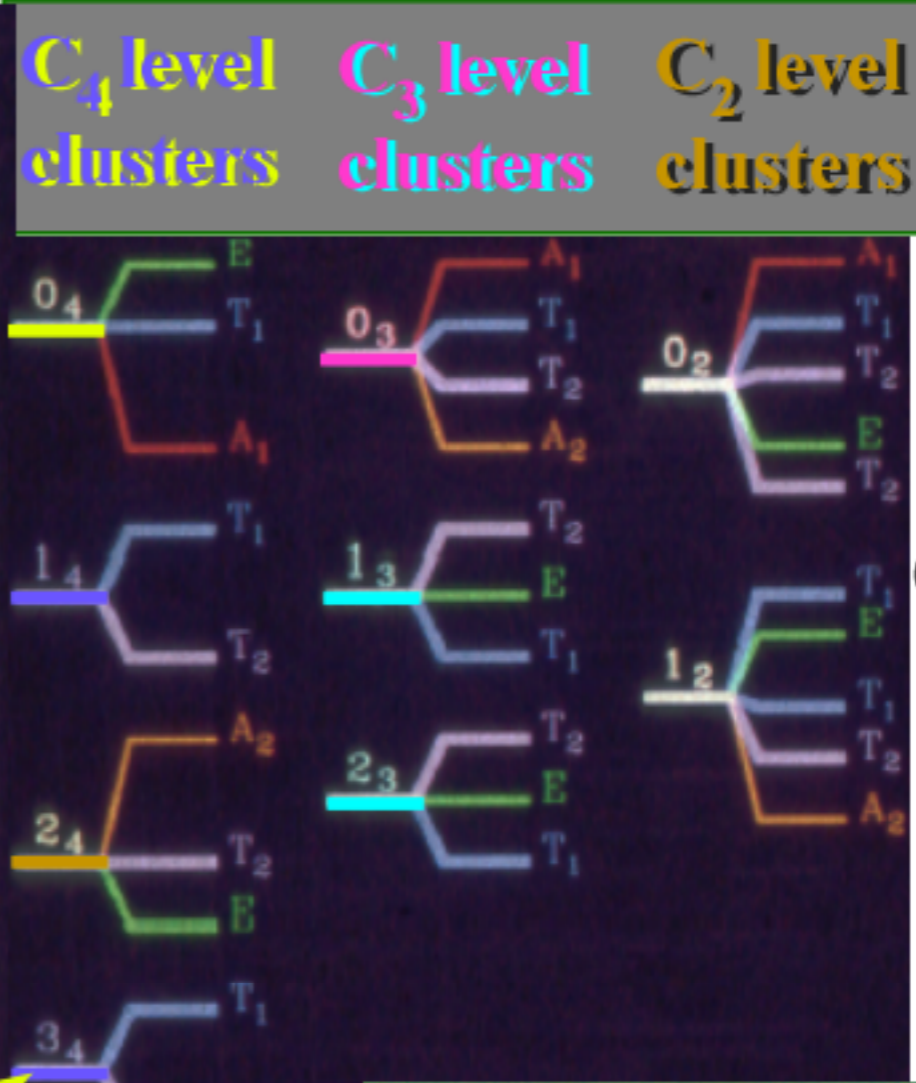 C4 level clusters
C3 level clusters
C2 level clusters
04
E
T1
A1
14
T1
T2
24
A2
T2
E
34
T1
03
A1
T1
T2
A2
13
T2
E
T1
23
T2
E
T1
02
A1
T1
T2
E
T2
12
T1
E
T1
T2
A2